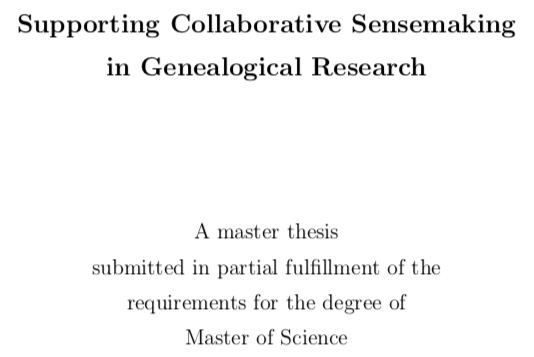 Supporting Collaborative Sensemaking
in Genealogical Research
A master thesis
submitted in partial fulfillment of the
requirements for the degree of
Master of Science